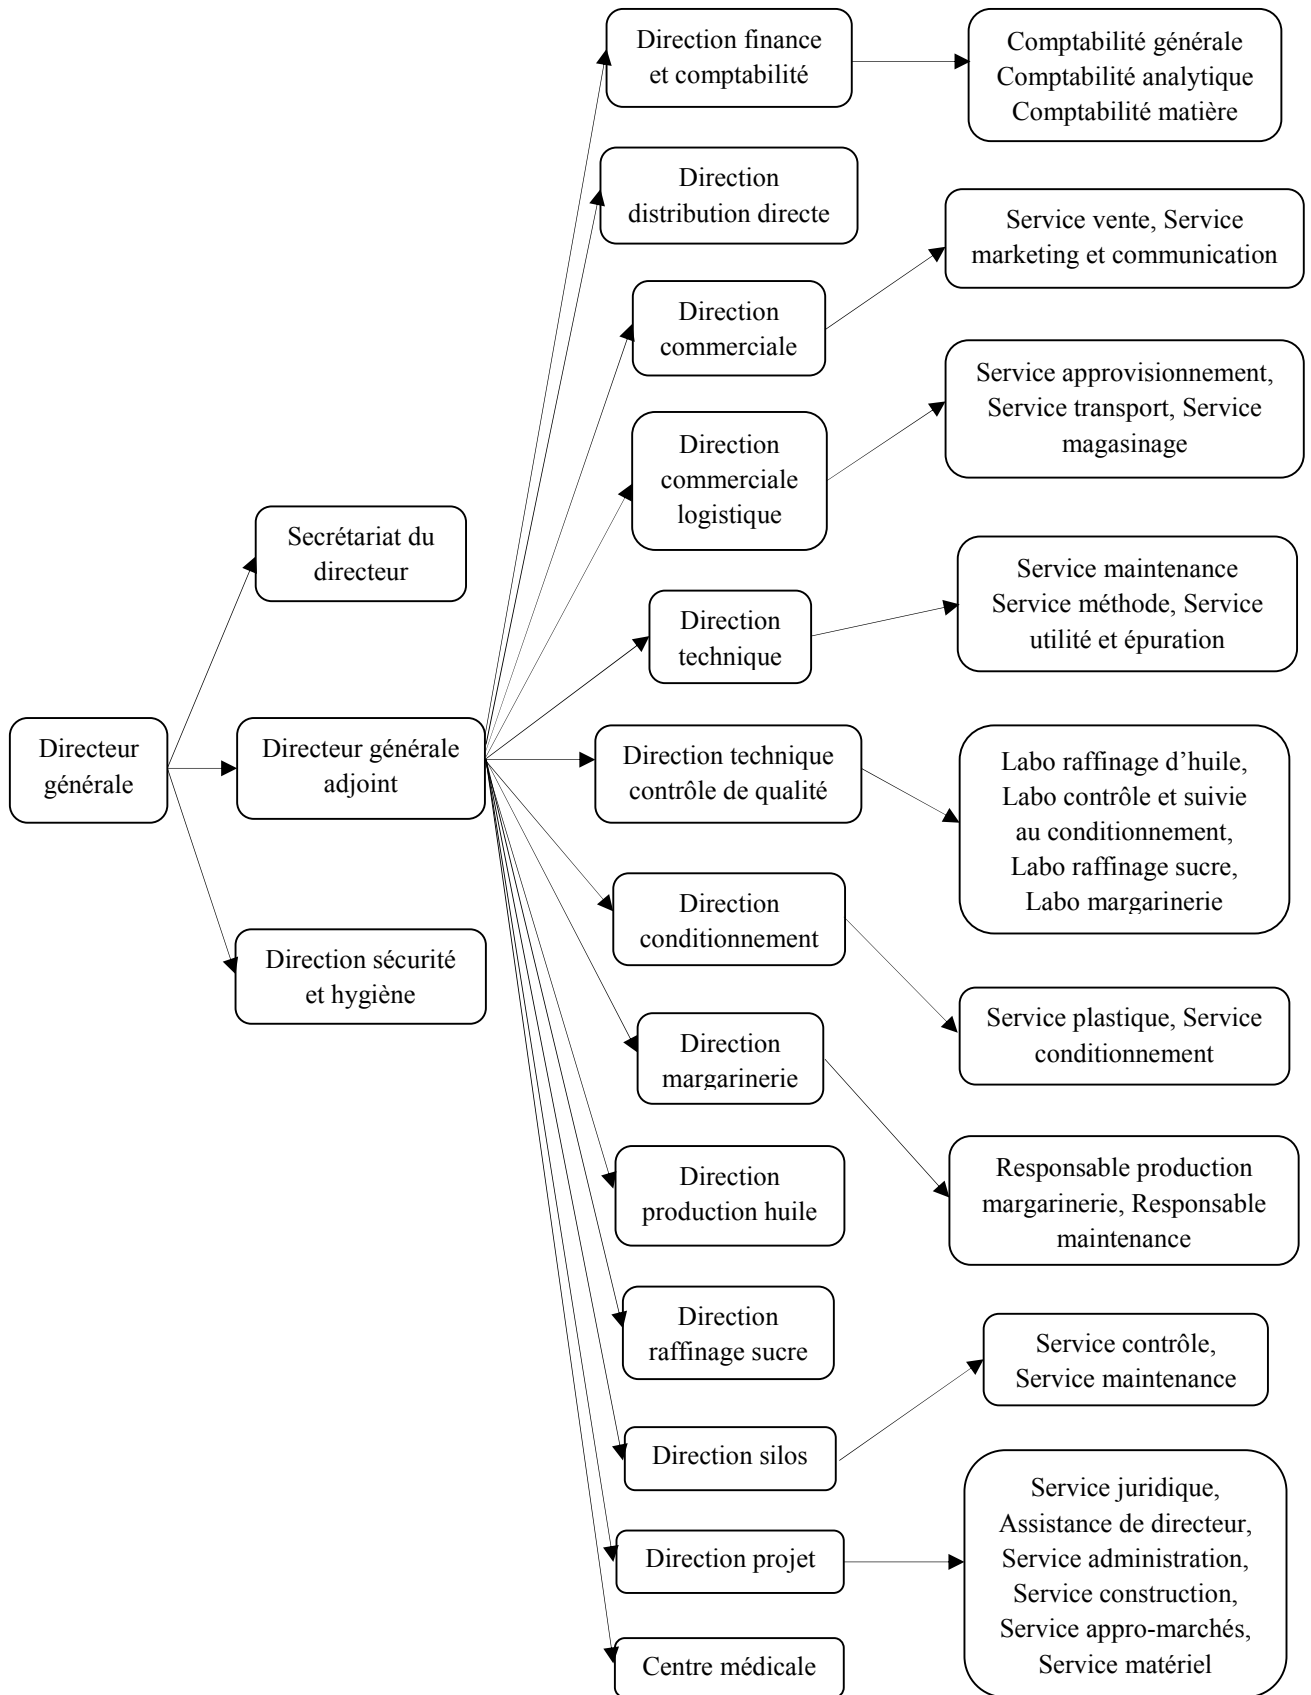 Direction finance
et comptabilité
Comptabilité générale
Comptabilité analytique
Comptabilité matière
Direction
distribution directe
Service vente, Service
marketing et communication
Direction
commerciale
Service approvisionnement,
Service transport, Service
magasinage
Direction
commerciale
logistique
Secrétariat du
directeur
Service maintenance
Service méthode, Service
utilité et épuration
Direction
technique
Directeur
générale
Directeur générale
adjoint
Direction technique
contrôle de qualité
Labo raffinage d’huile,
Labo contrôle et suivie
au conditionnement,
Labo raffinage sucre,
Labo margarinerie
Direction
conditionnement
Direction sécurité
et hygiène
Service plastique, Service
conditionnement
Direction
margarinerie
Responsable production
margarinerie, Responsable
maintenance
Direction
production huile
Direction
raffinage sucre
Service contrôle,
Service maintenance
Direction silos
Service juridique,
Assistance de directeur,
Service administration,
Service construction,
Service appro-marchés,
Service matériel
Direction projet
Centre médicale